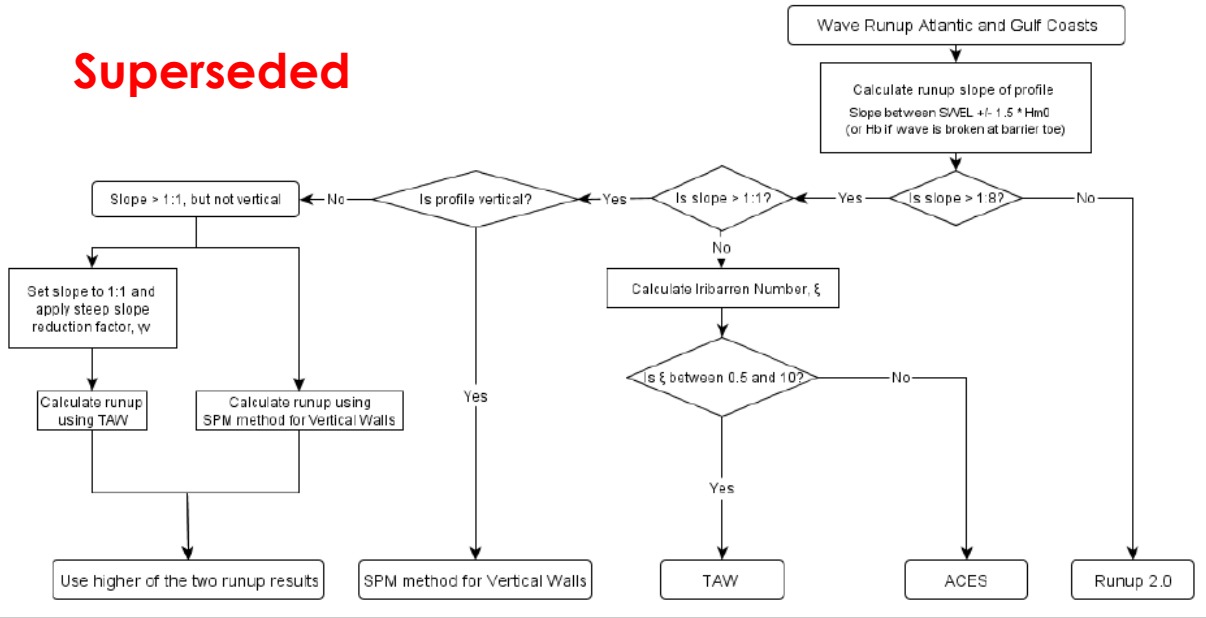 Superseded
Wave Runup Atlantic and Gulf Coasts
Calculate runup slope of profile
Slope between SWEL +/- 1.5 * Hm0
(or Hb if wave is broken at barrier toe)
Is slope > 1:8?
Yes
No
Is slope > 1:1?
Yes
No
Is profile vertical?
No
Yes
Slope > 1:1, but not vertical
Set slope to 1:1 and
apply steep slope
reduction factor, γv
Calculate runup
using TAW
Calculate runup using
SPM method for Vertical Walls
Calculate Iribarren Number, ξ
Is ξ between 0.5 and 10?
No
Yes
Use higher of the two runup results
SPM method for Vertical Walls
TAW
ACES
Runup 2.0